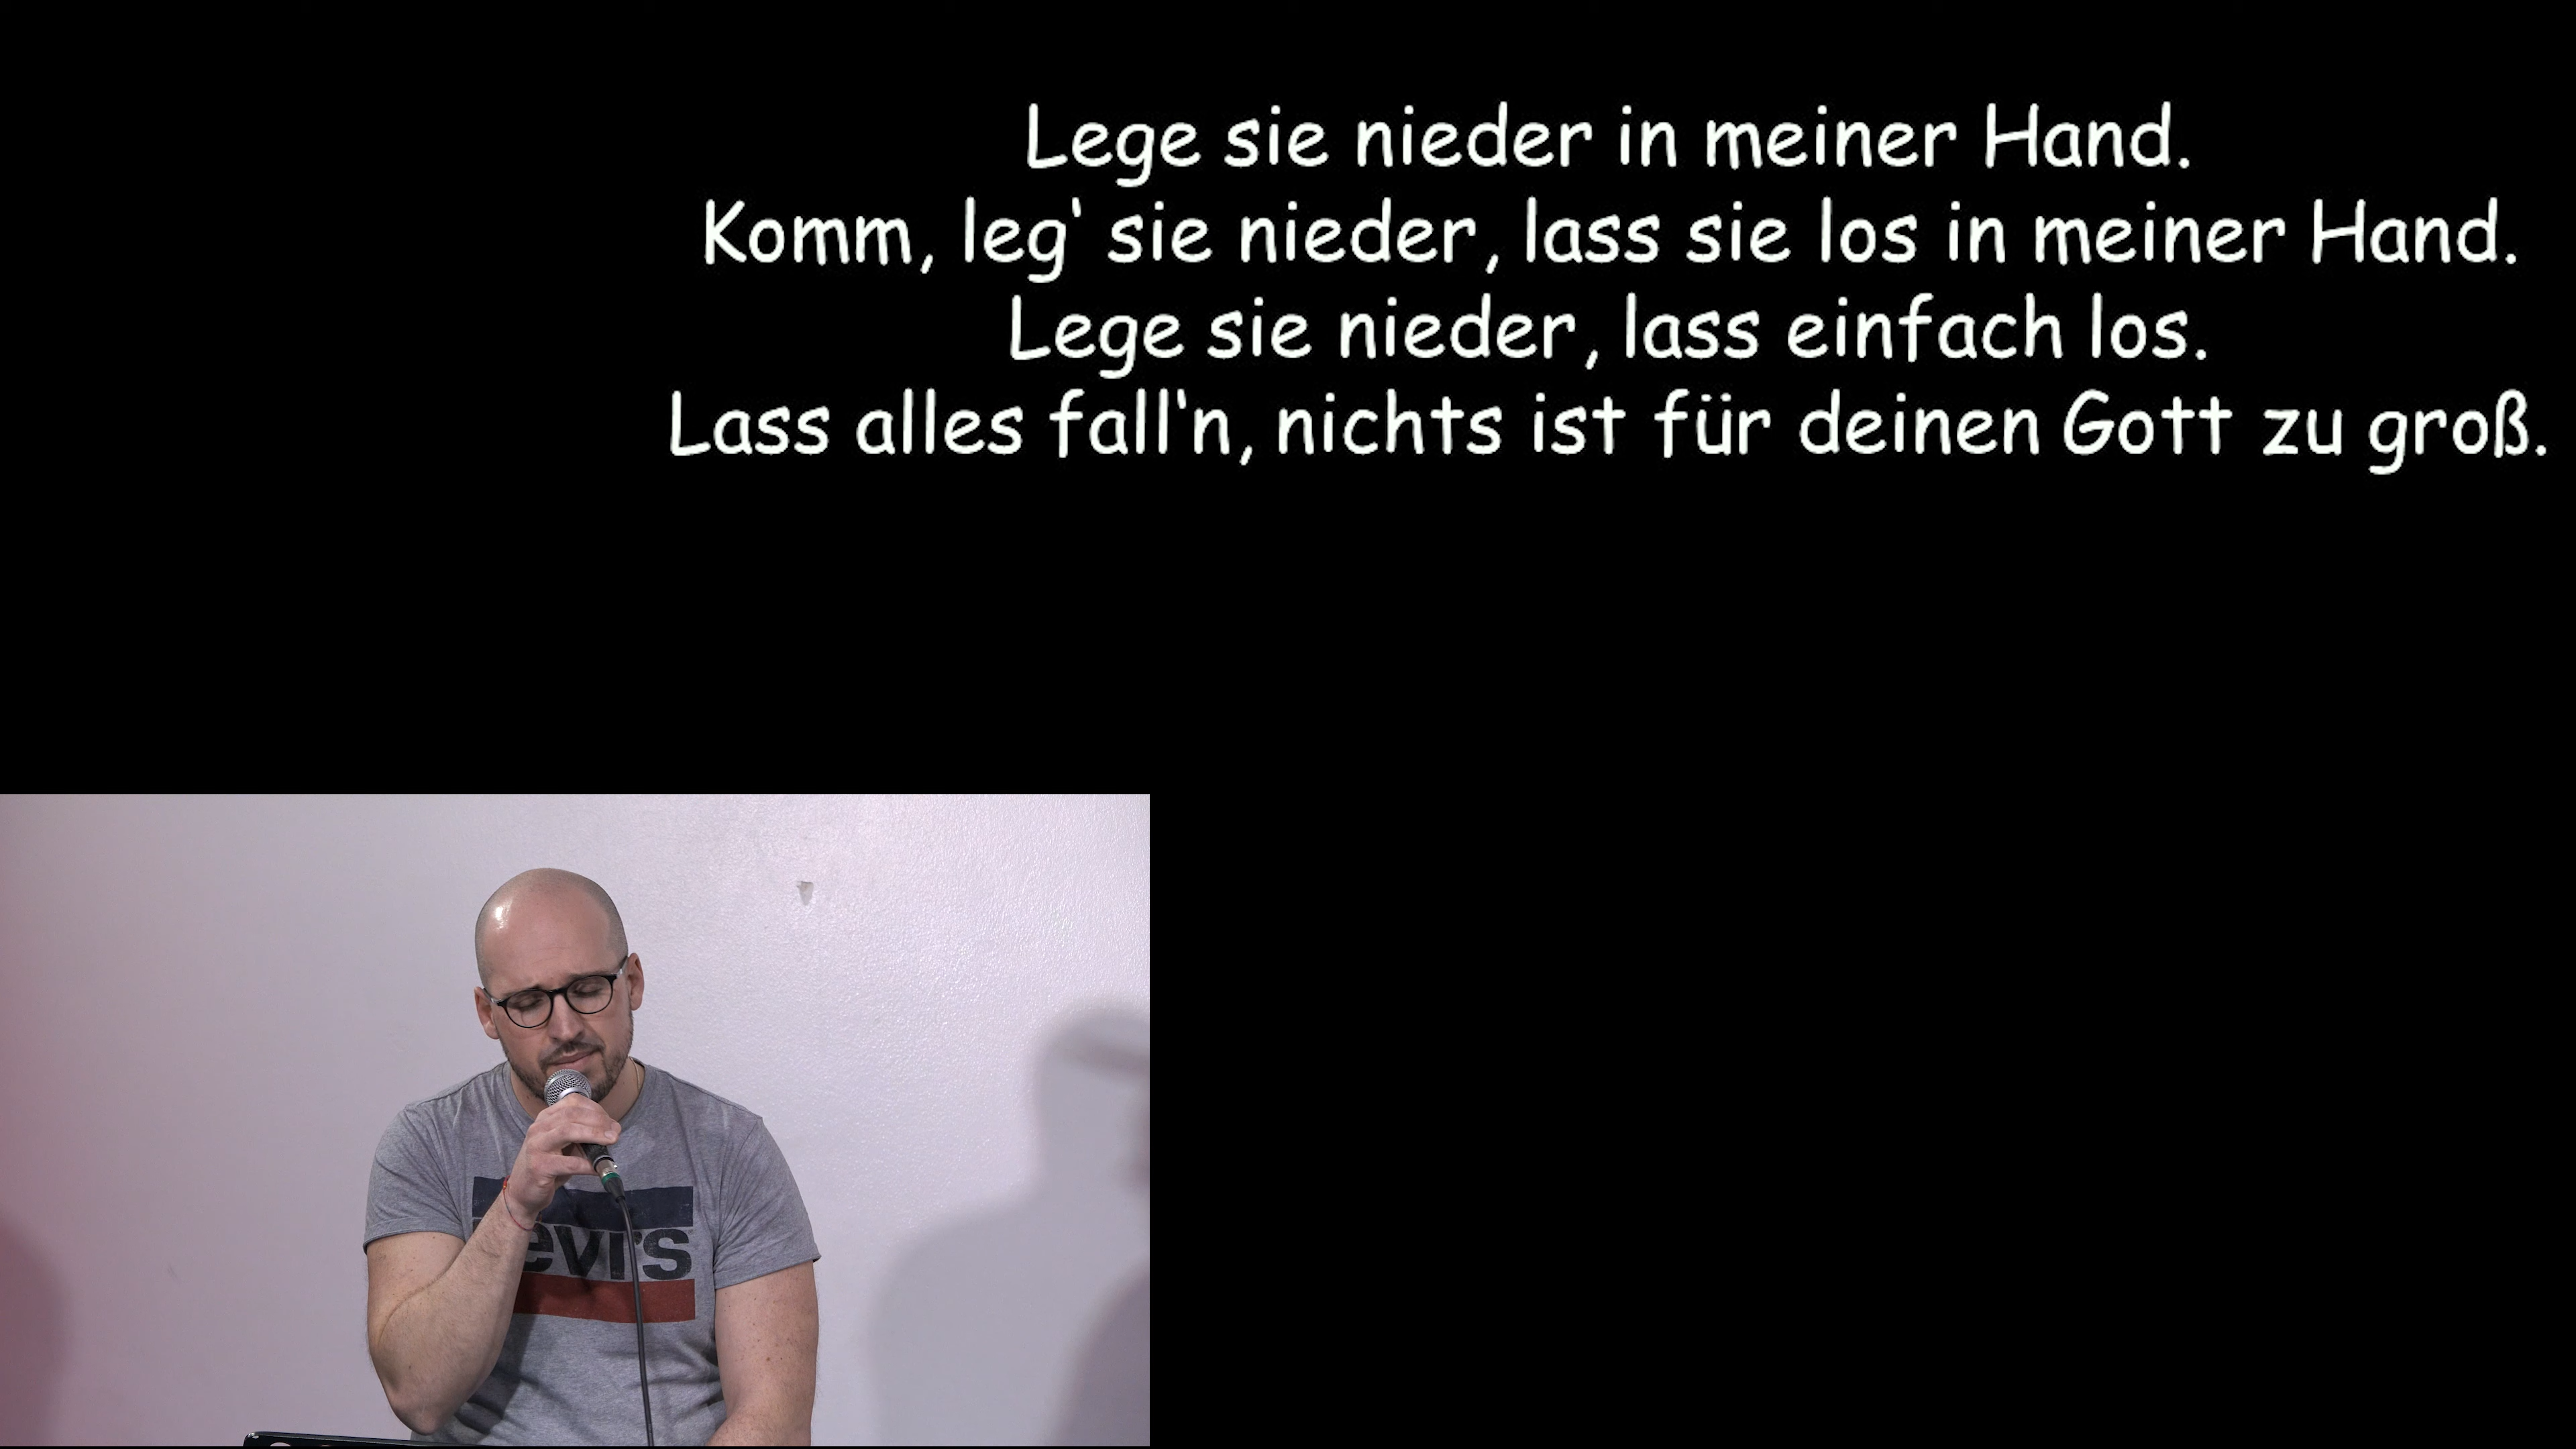 Lege sie nieder in meiner Hand.
Komm, leg' sie nieder, lass sie los in meiner Hand.
Lege sie nieder, lass einfach los.
Lass alles fall'n, nichts ist für deinen Gott zu groß.